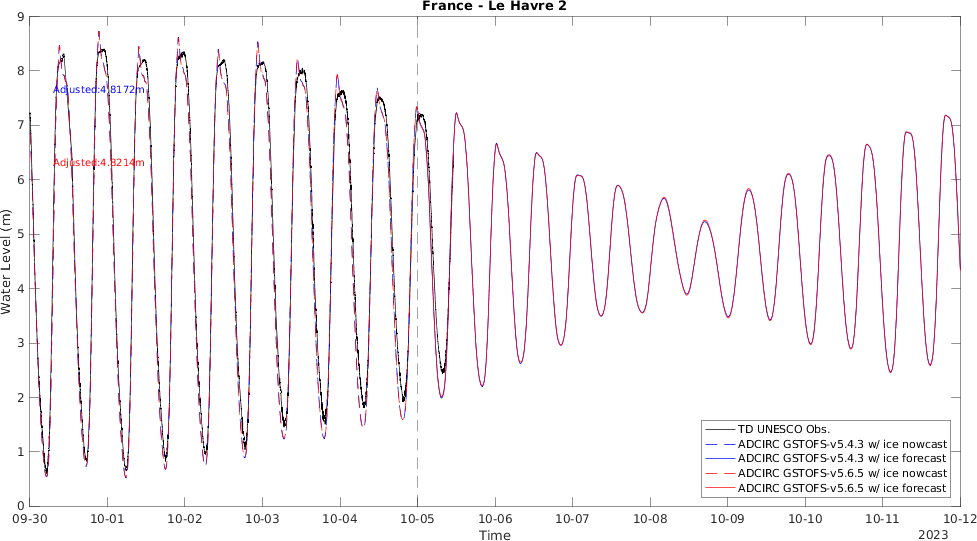 France - Le Havre 2
9
8
7
6
5
4
3
2
1
0
Water Level (m)
Adjusted:4.8172m
Adjusted:4.8214m
TD UNESCO Obs.
ADCIRC GSTOFS-v5.4.3 w/ ice nowcast
ADCIRC GSTOFS-v5.4.3 w/ ice forecast
ADCIRC GSTOFS-v5.6.5 w/ ice nowcast
ADCIRC GSTOFS-v5.6.5 w/ ice forecast
09-30 10-01 10-02 10-03 10-04 10-05 10-06 10-07 10-08 10-09 10-10 10-11 10-12
Time
2023